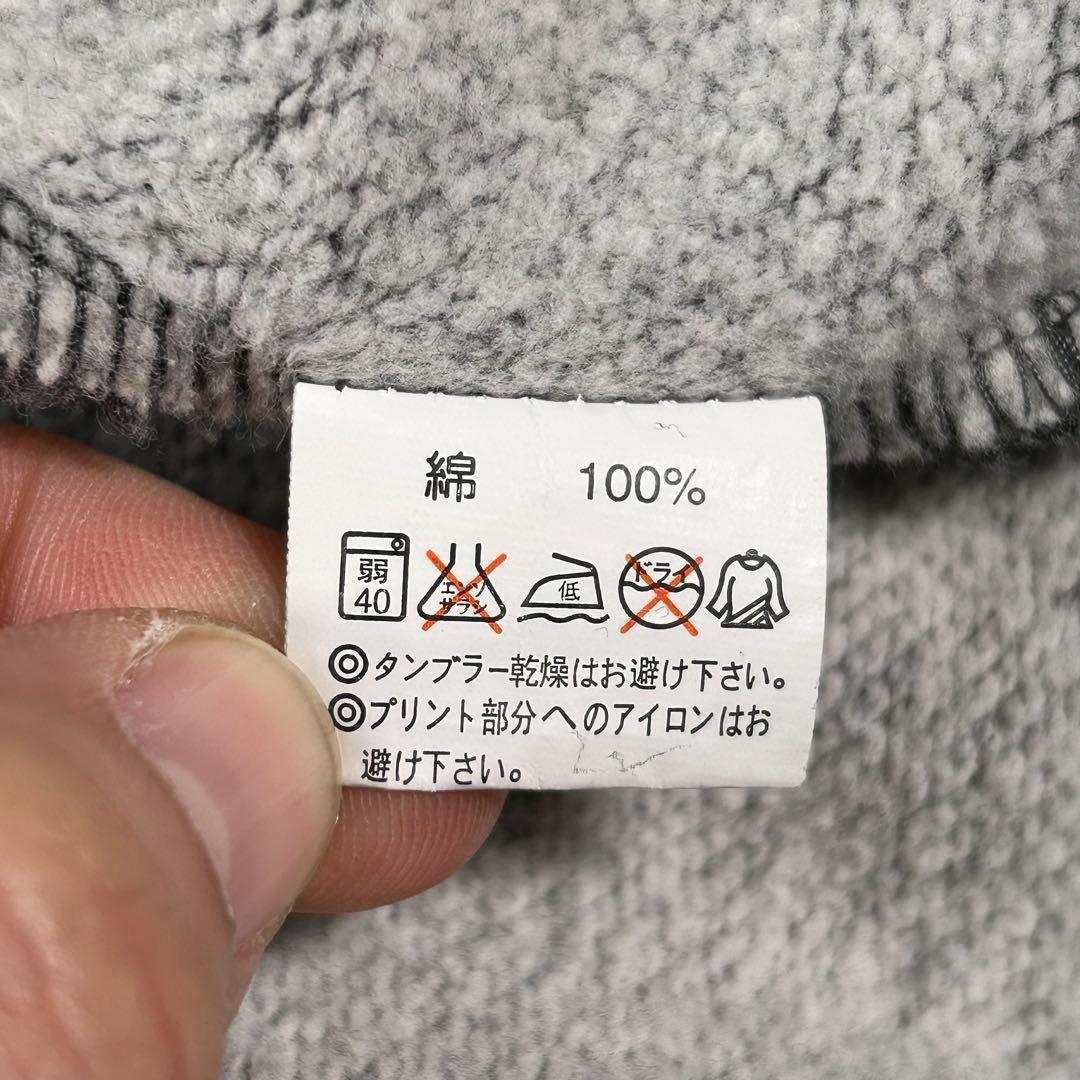 綿 100%
弱 エンソ 低 ドライ
40 サラシ
◎タンブラー乾燥はお避け下さい。
◎プリント部分へのアイロンはお
避け下さい。